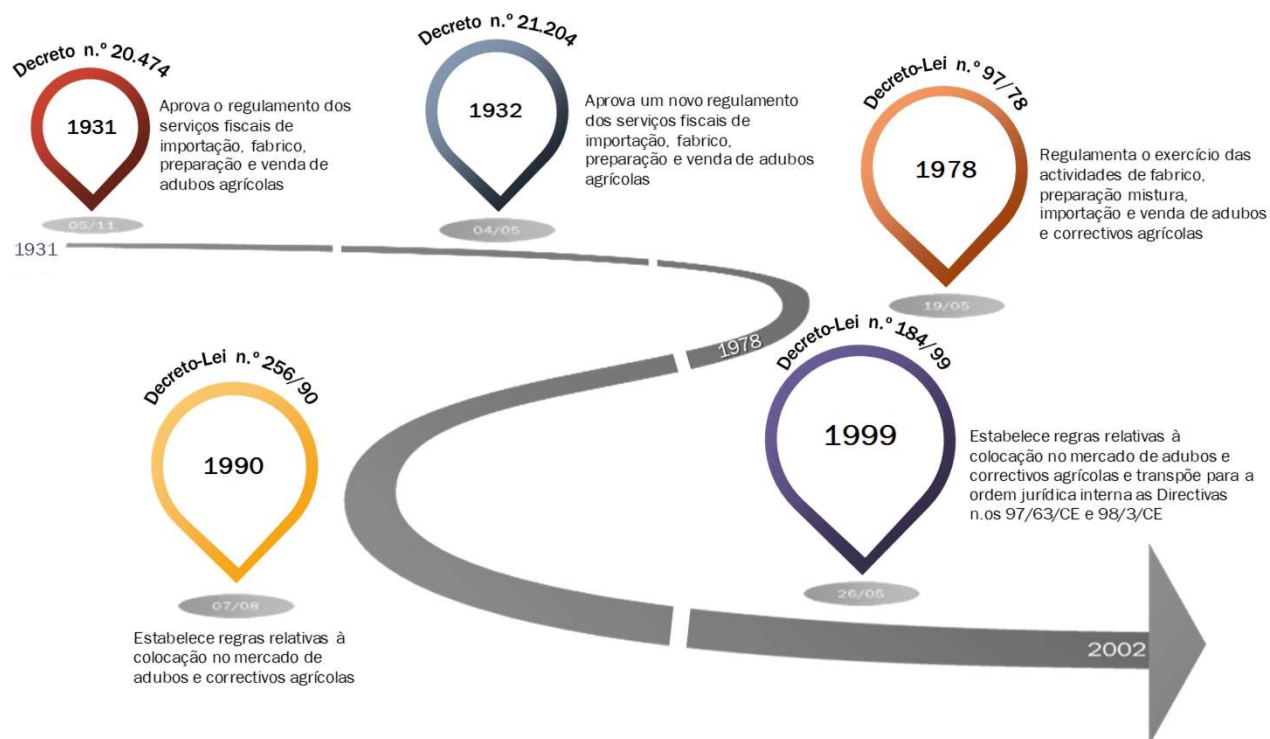 Decreto n.º 20.474
1931
Aprova o regulamento dos
serviços fiscais de
importação, fabrico,
preparação e venda de
adubos agrícolas
05/11
Decreto n.º 21.204
1932
Aprova um novo regulamento
dos serviços fiscais de
importação, fabrico,
preparação e venda de adubos
agrícolas
04/05
Decreto-Lei n.º 97/78
1978
Regulamenta o exercício das
actividades de fabrico,
preparação mistura,
importação e venda de adubos
e correctivos agrícolas
19/05
1931
1978
Decreto-Lei n.º 256/90
1990
07/08
Estabelece regras relativas à
colocação no mercado de
adubos e correctivos agrícolas
Decreto-Lei n.º 184/99
1999
Estabelece regras relativas à
colocação no mercado de adubos e
correctivos agrícolas e transpõe para a
ordem jurídica interna as Directivas
n.os 97/63/CE e 98/3/CE
26/05
2002